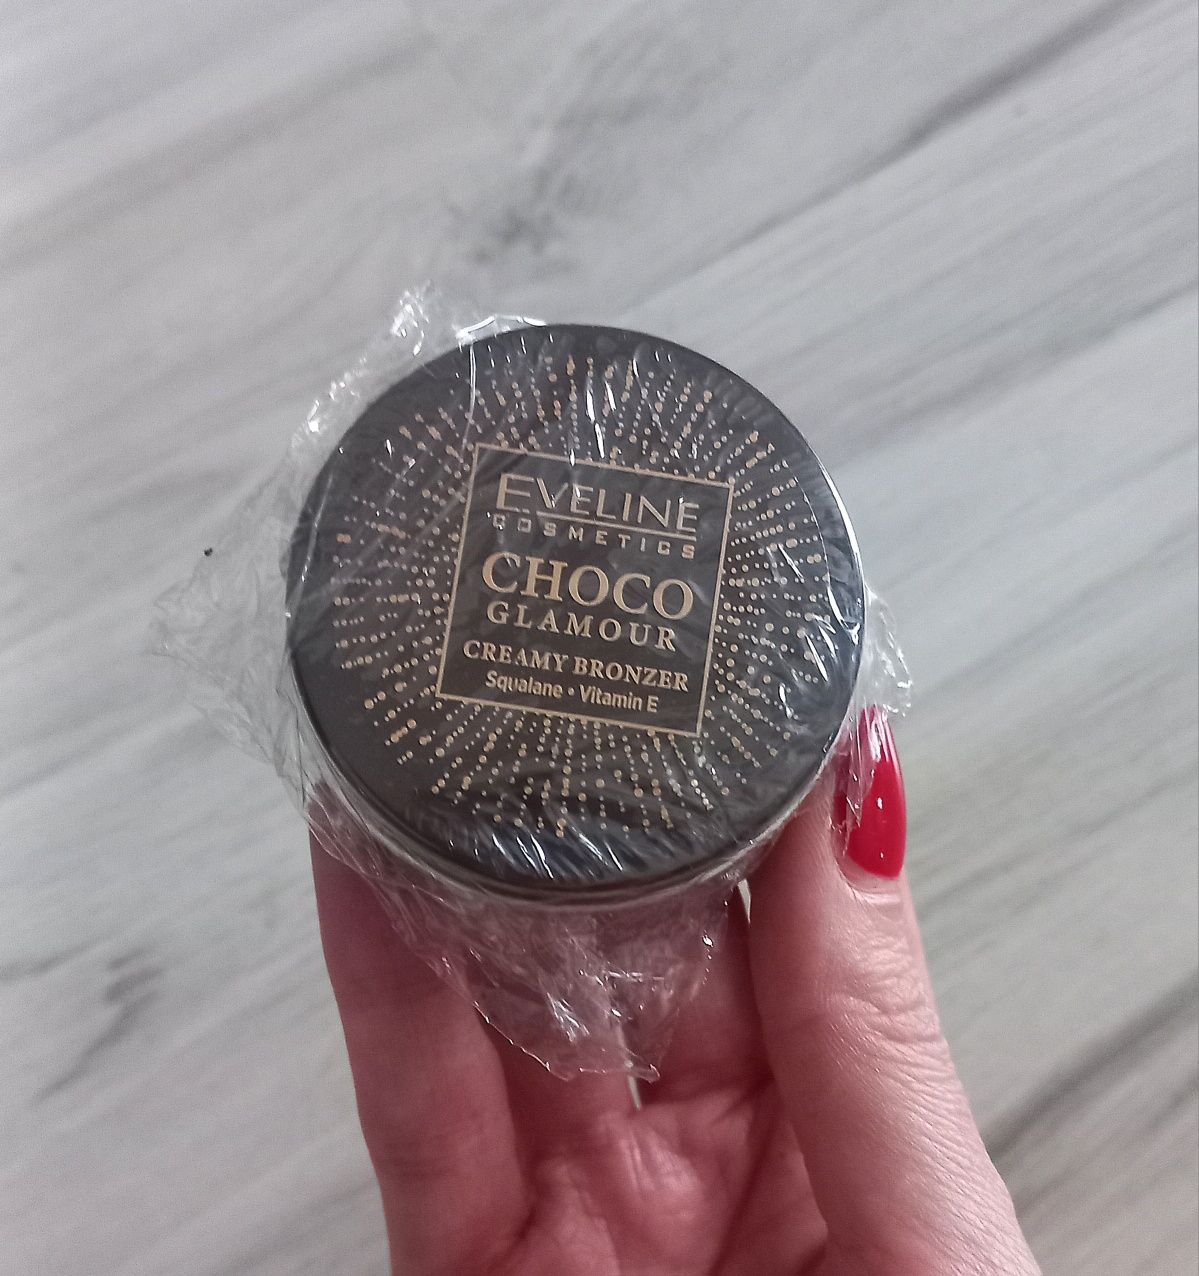 EVELINE
COSMETICS
CHOCO
GLAMOUR
CREAMY BRONZER
Squalane • Vitamin E